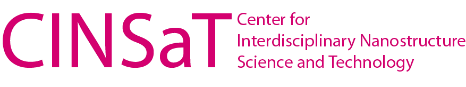 CINSaT
Center for
Interdisciplinary Nanostructure
Science and Technology